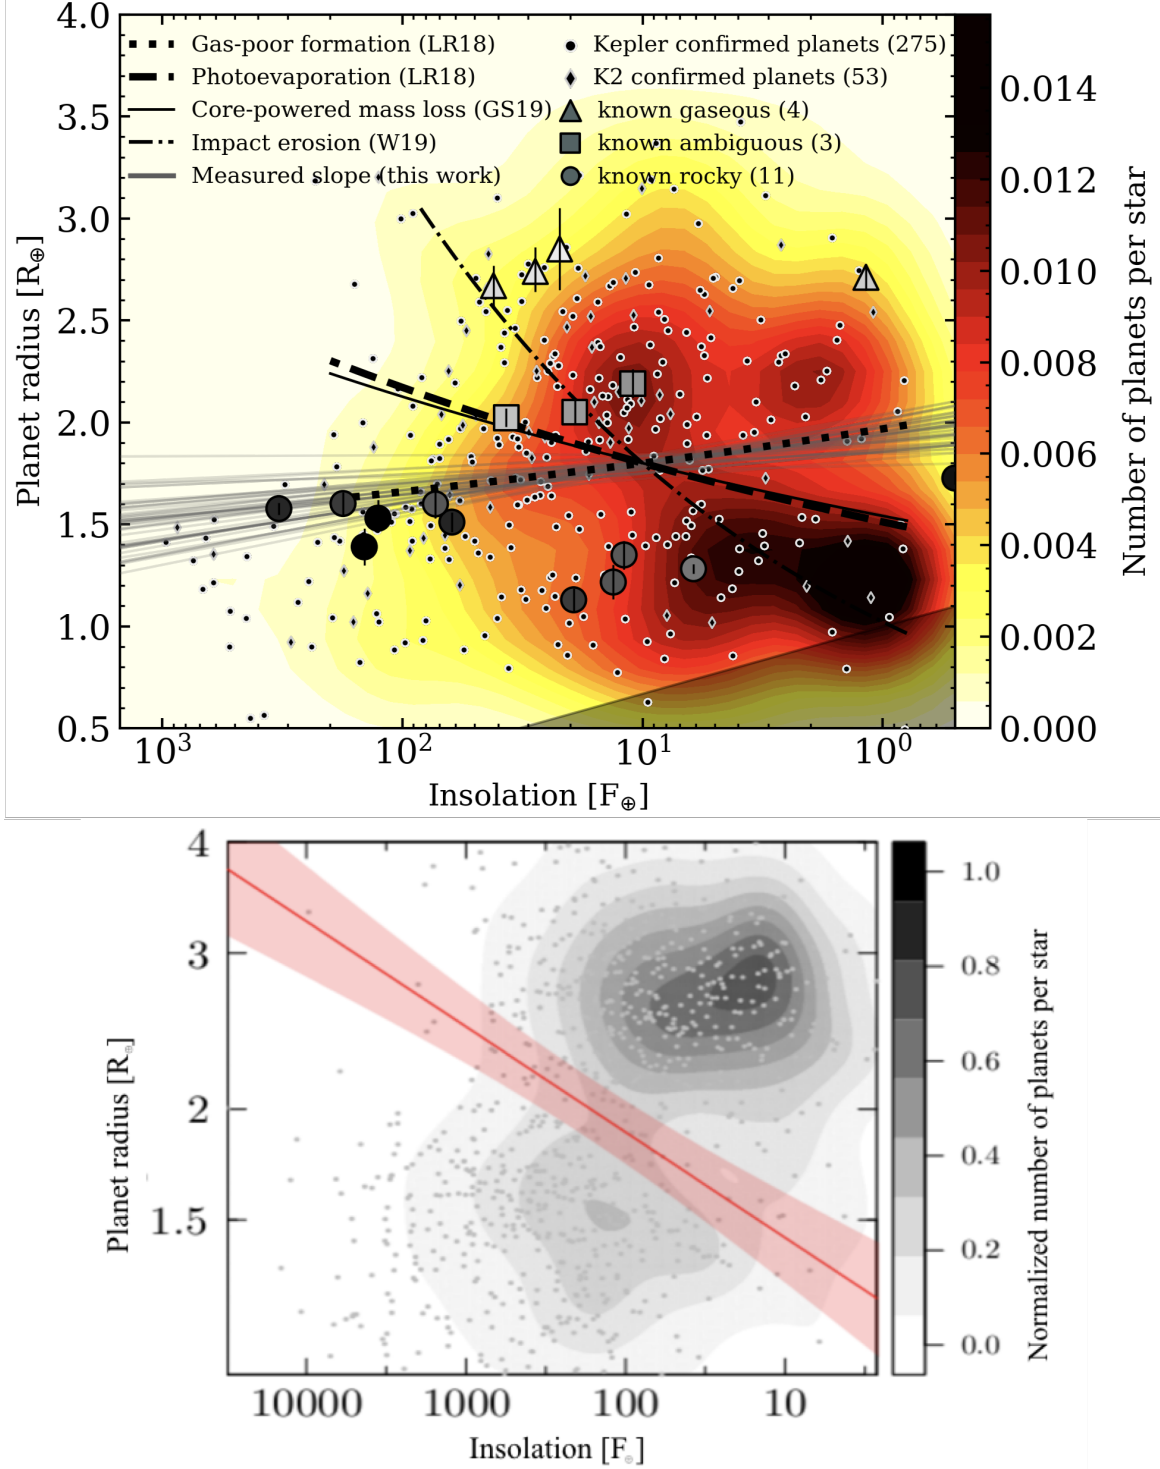 4.0
3.5
3.0
2.5
2.0
1.5
1.0
0.5
Planet radius [R⊕]
Gas-poor formation (LR18)
Photoevaporation (LR18)
Core-powered mass loss (GS19)
Impact erosion (W19)
Measured slope (this work)
Kepler confirmed planets (275)
K2 confirmed planets (53)
known gaseous (4)
known ambiguous (3)
known rocky (11)
10³
10²
10¹
10⁰
Insolation [F⊕]
0.014
0.012
0.010
0.008
0.006
0.004
0.002
0.000
Number of planets per star
4
3
2
1.5
Planet radius [R⊕]
10000
1000
100
10
Insolation [F⊕]
1.0
0.8
0.6
0.4
0.2
0.0
Normalized number of planets per star